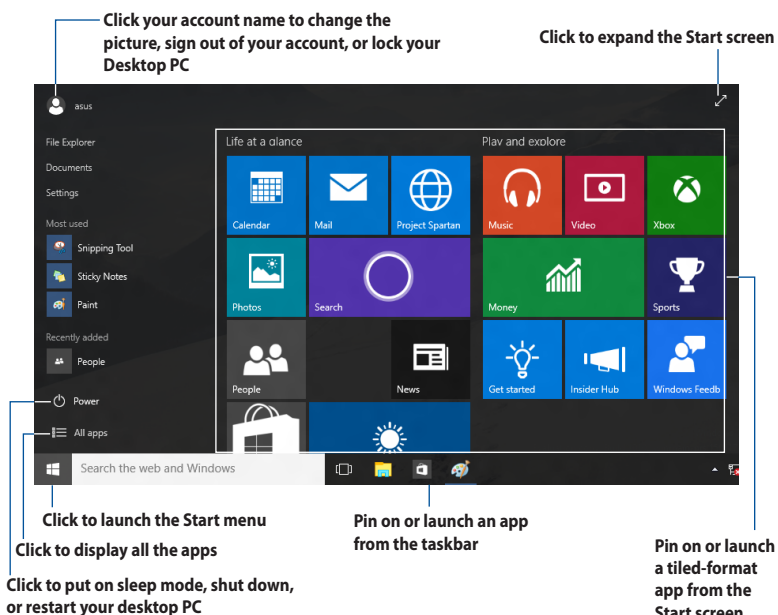 Click your account name to change the
picture, sign out of your account, or lock your
Desktop PC
Click to expand the Start screen
asus
File Explorer
Documents
Settings
Most used
Snipping Tool
Sticky Notes
Paint
Recently added
People
Power
All apps
Life at a glance
Calendar
Mail
Project Spartan
Photos
Search
People
News
Play and explore
Music
Video
Xbox
Money
Sports
Get started
Insider Hub
Windows Feedb
Search the web and Windows
Click to launch the Start menu
Click to display all the apps
Click to put on sleep mode, shut down,
or restart your desktop PC
Pin on or launch an app
from the taskbar
Pin on or launch
a tiled-format
app from the
Start screen